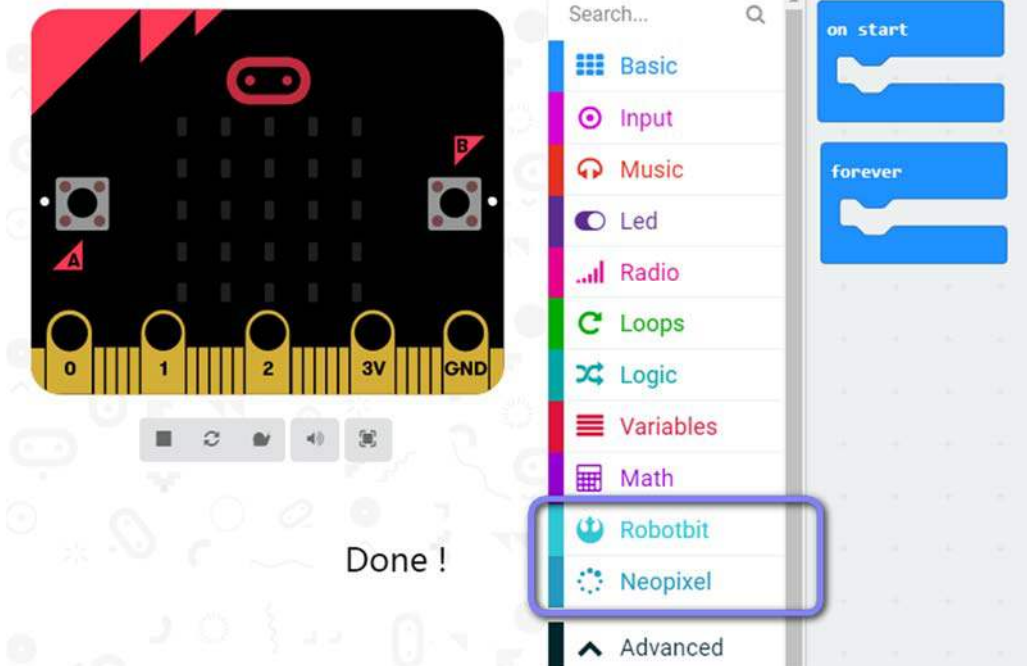 B
A
0 1 2 3V GND
Done !
Search...
Basic
Input
Music
Led
Radio
Loops
Logic
Variables
Math
Robotbit
Neopixel
Advanced
on start
forever